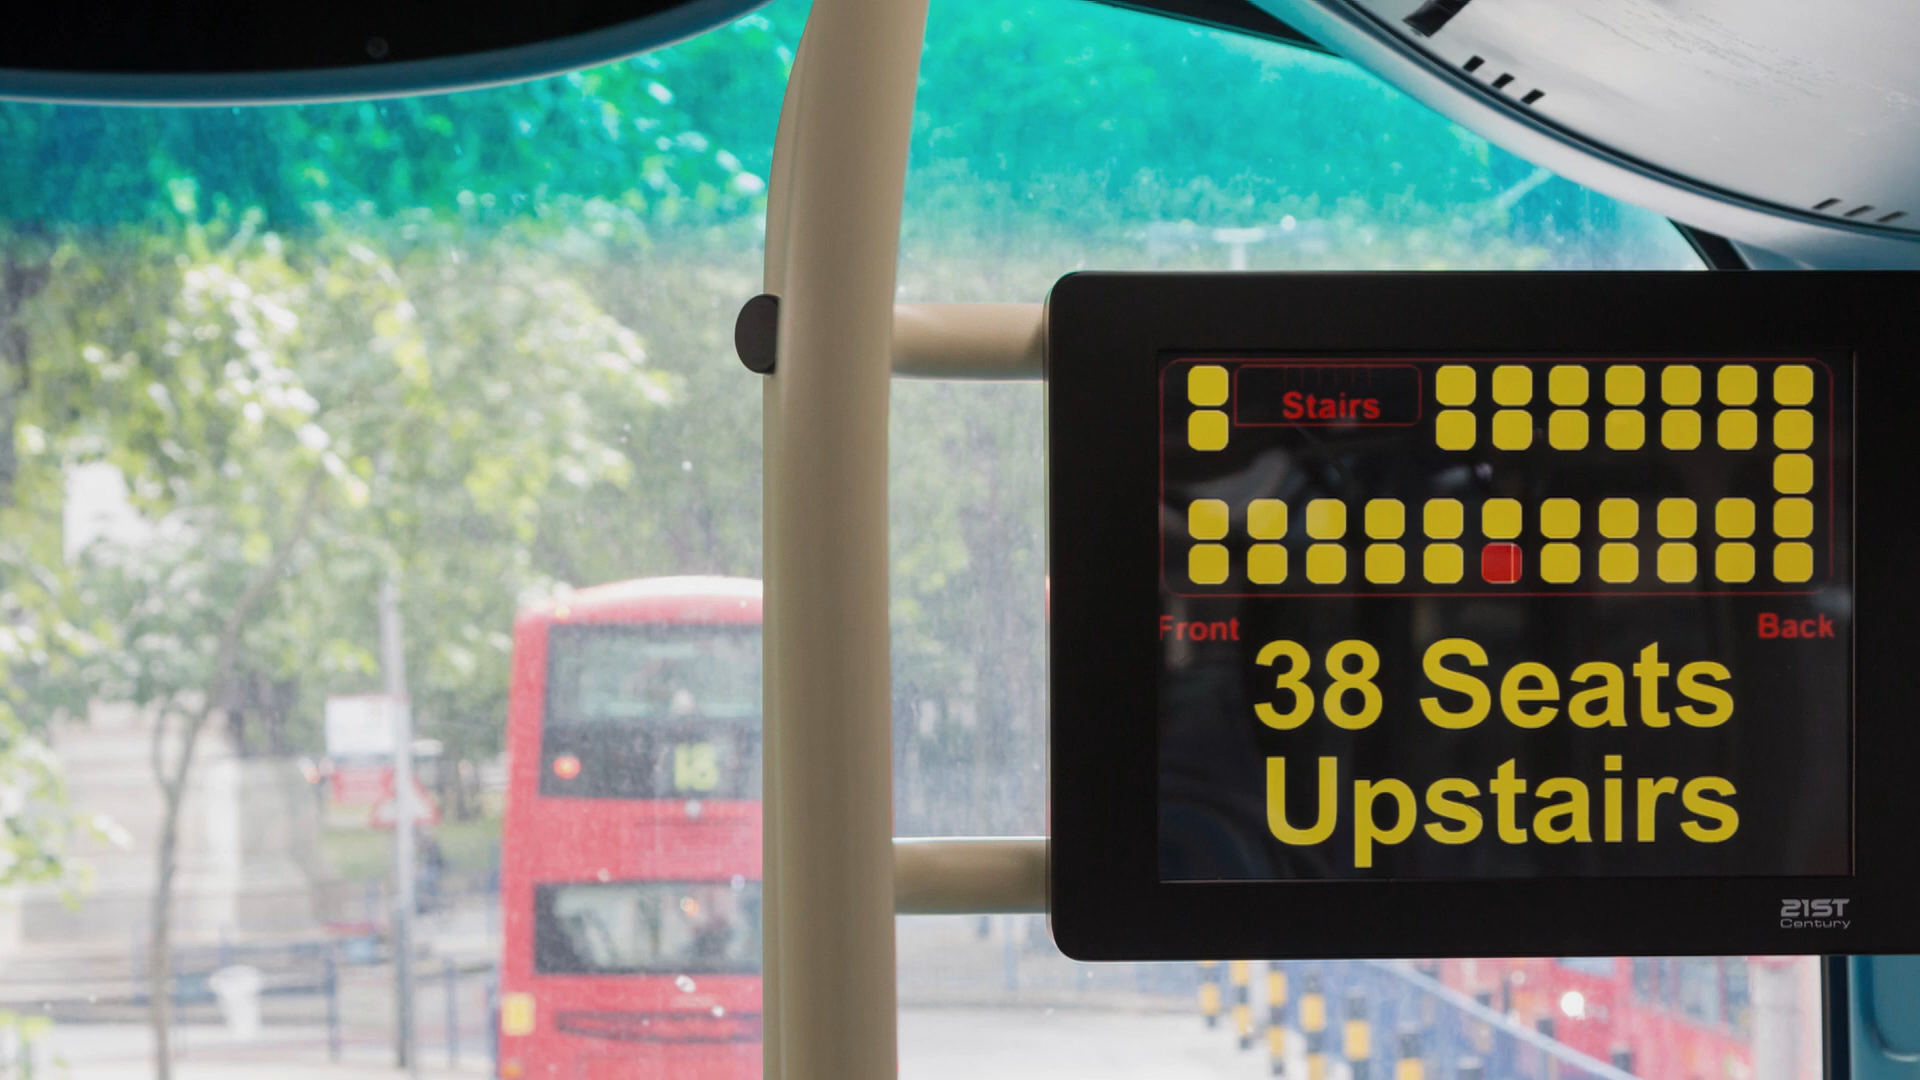 Stairs
Front
Back
38 Seats
Upstairs
21ST
Century